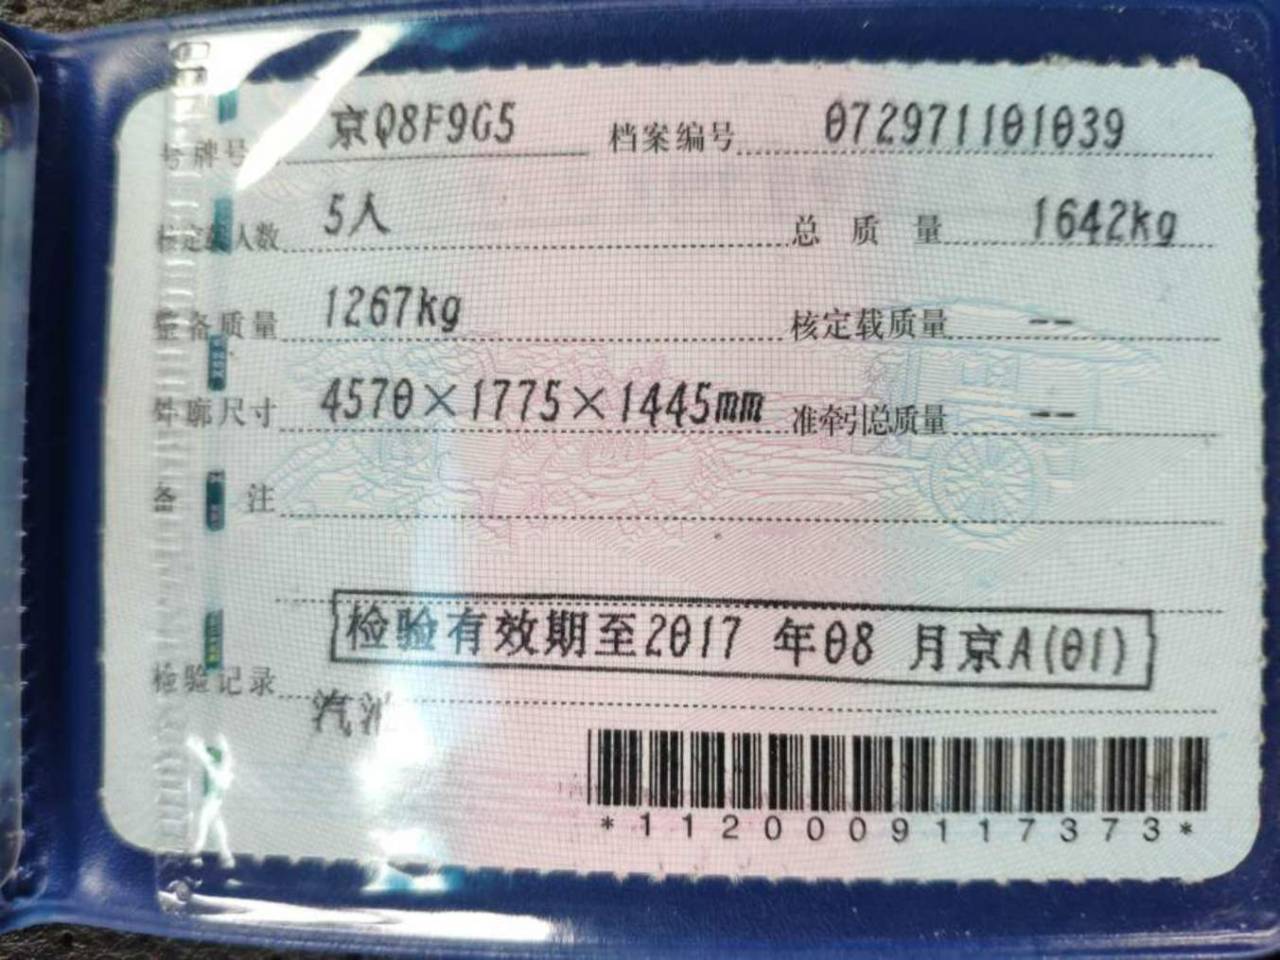 号牌号 京Q8F9G5 档案编号 072971101039
核定载人数 5人 总质量 1642kg
整备质量 1267kg 核定载质量 --
外廓尺寸 4570×1775×1445mm 准牵引总质量 --
备注
检验有效期至2017 年08 月京A(01)
检验记录
汽油
*1120009117373*